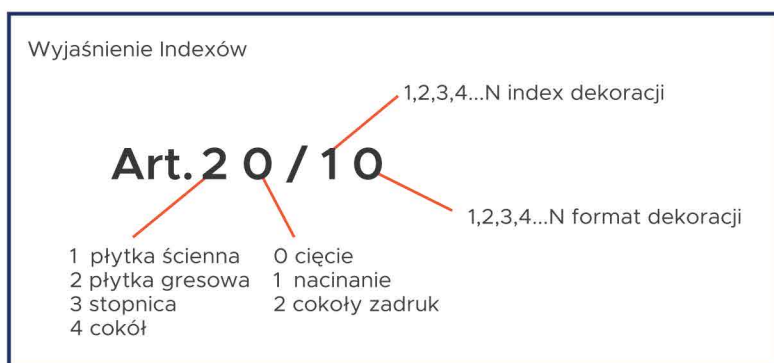 Wyjaśnienie Indexów
1,2,3,4...N index dekoracji
Art. 2 0 / 1 0
1,2,3,4...N format dekoracji
1 płytka ścienna
2 płytka gresowa
3 stopnica
4 cokół
0 cięcie
1 nacinanie
2 cokoły zadruk